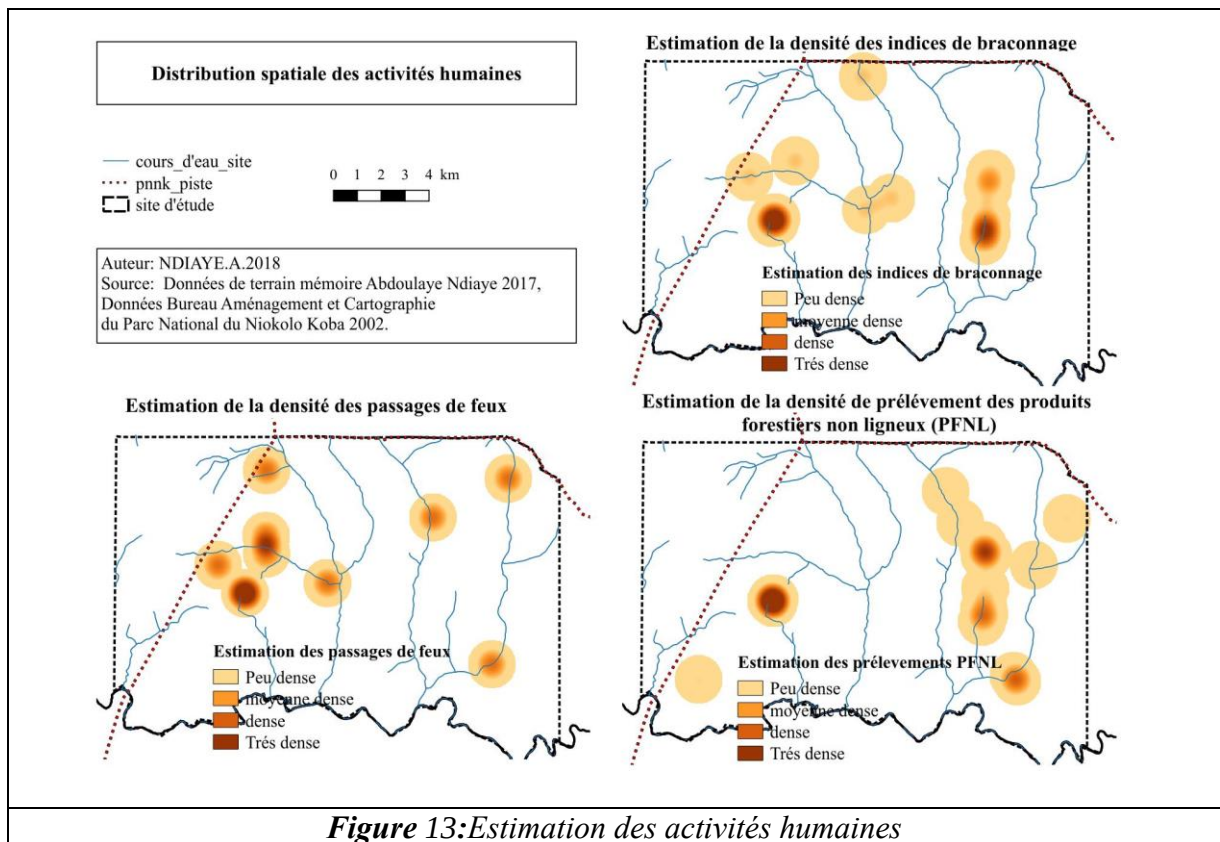 Distribution spatiale des activités humaines
cours_d'eau_site
pnnk_piste
site d'étude
0 1 2 3 4 km
Auteur: NDIAYE.A.2018
Source: Données de terrain mémoire Abdoulaye Ndiaye 2017,
Données Bureau Aménagement et Cartographie
du Parc National du Niokolo Koba 2002.
Estimation de la densité des indices de braconnage
Estimation des indices de braconnage
Peu dense
moyenne dense
dense
Trés dense
Estimation de la densité des passages de feux
Estimation des passages de feux
Peu dense
moyenne dense
dense
Trés dense
Estimation de la densité de prélévement des produits
forestiers non ligneux (PFNL)
Estimation des prélevements PFNL
Peu dense
moyenne dense
dense
Trés dense
Figure 13:Estimation des activités humaines